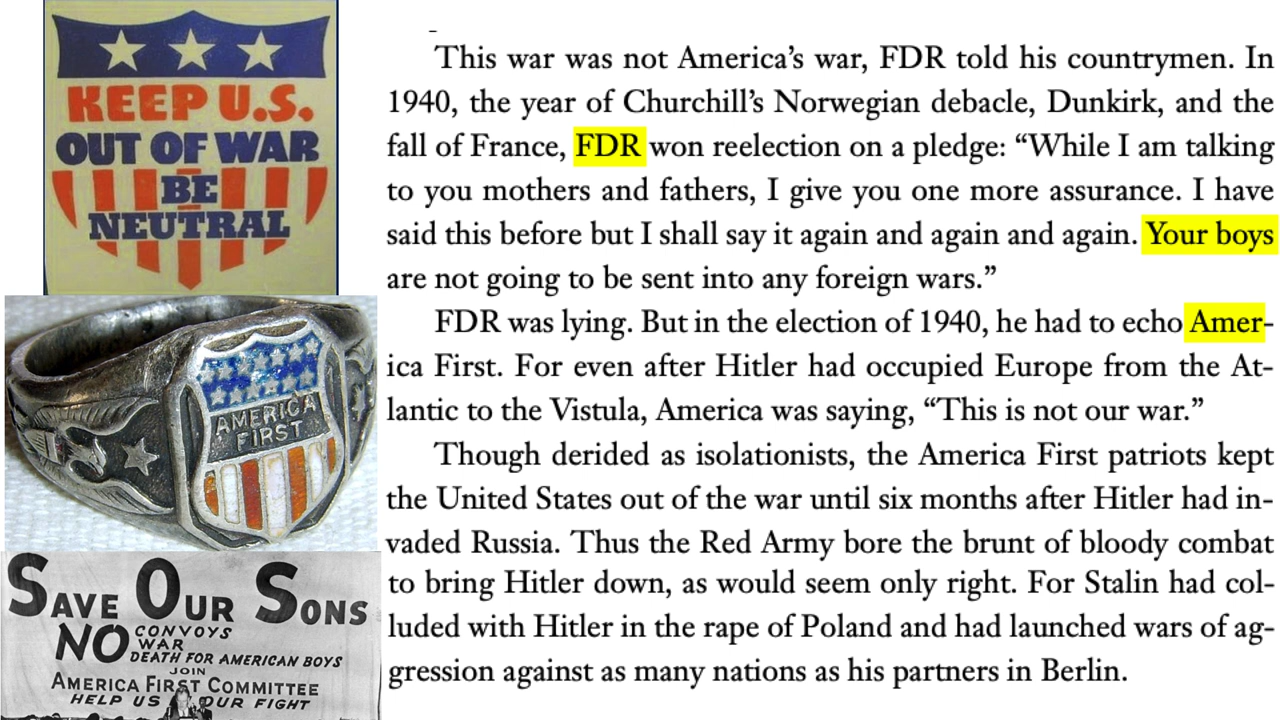 KEEP U.S.
OUT OF WAR
BE
NEUTRAL
AMERICA
FIRST
SAVE OUR SONS
NO CONVOYS
WAR
DEATH FOR AMERICAN BOYS
JOIN
AMERICA FIRST COMMITTEE
HELP US OUR FIGHT
This war was not America’s war, FDR told his countrymen. In
1940, the year of Churchill’s Norwegian debacle, Dunkirk, and the
fall of France, FDR won reelection on a pledge: “While I am talking
to you mothers and fathers, I give you one more assurance. I have
said this before but I shall say it again and again and again. Your boys
are not going to be sent into any foreign wars.”
FDR was lying. But in the election of 1940, he had to echo Amer-
ica First. For even after Hitler had occupied Europe from the At-
lantic to the Vistula, America was saying, “This is not our war.”
Though derided as isolationists, the America First patriots kept
the United States out of the war until six months after Hitler had in-
vaded Russia. Thus the Red Army bore the brunt of bloody combat
to bring Hitler down, as would seem only right. For Stalin had col-
luded with Hitler in the rape of Poland and had launched wars of ag-
gression against as many nations as his partners in Berlin.